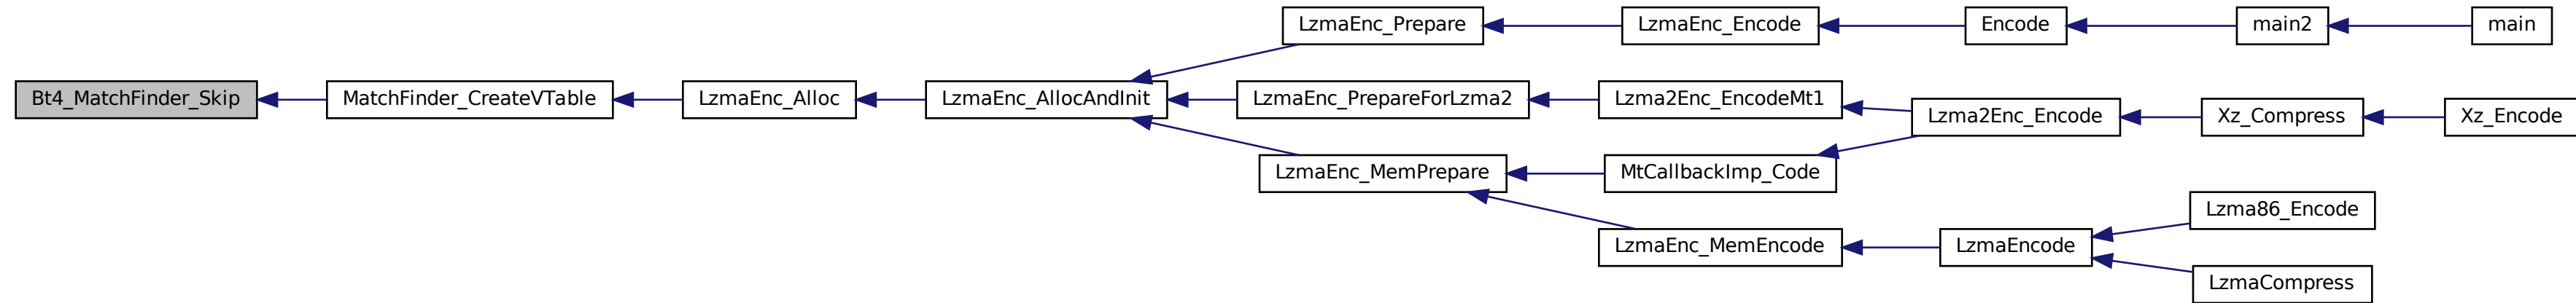 LzmaEnc_Prepare
LzmaEnc_Encode
Encode
main2
main
Bt4_MatchFinder_Skip
MatchFinder_CreateVTable
LzmaEnc_Alloc
LzmaEnc_AllocAndInit
LzmaEnc_PrepareForLzma2
Lzma2Enc_EncodeMt1
Lzma2Enc_Encode
Xz_Compress
Xz_Encode
LzmaEnc_MemPrepare
MtCallbackImp_Code
Lzma86_Encode
LzmaEnc_MemEncode
LzmaEncode
LzmaCompress